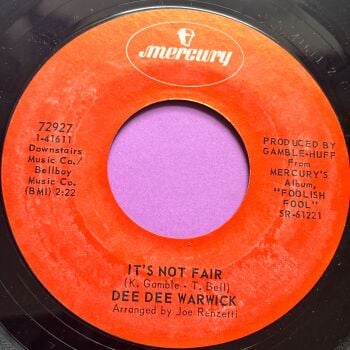 mercury
72927
1-41611
Downstairs
Music Co./
Bellboy
Music Co.
(BMI) 2:22
PRODUCED BY
GAMBLE-HUFF
From
MERCURY'S
Album,
"FOOLISH
FOOL"
SR-61221
IT'S NOT FAIR
(K. Gamble - T. Bell)
DEE DEE WARWICK
Arranged by Joe Renzetti